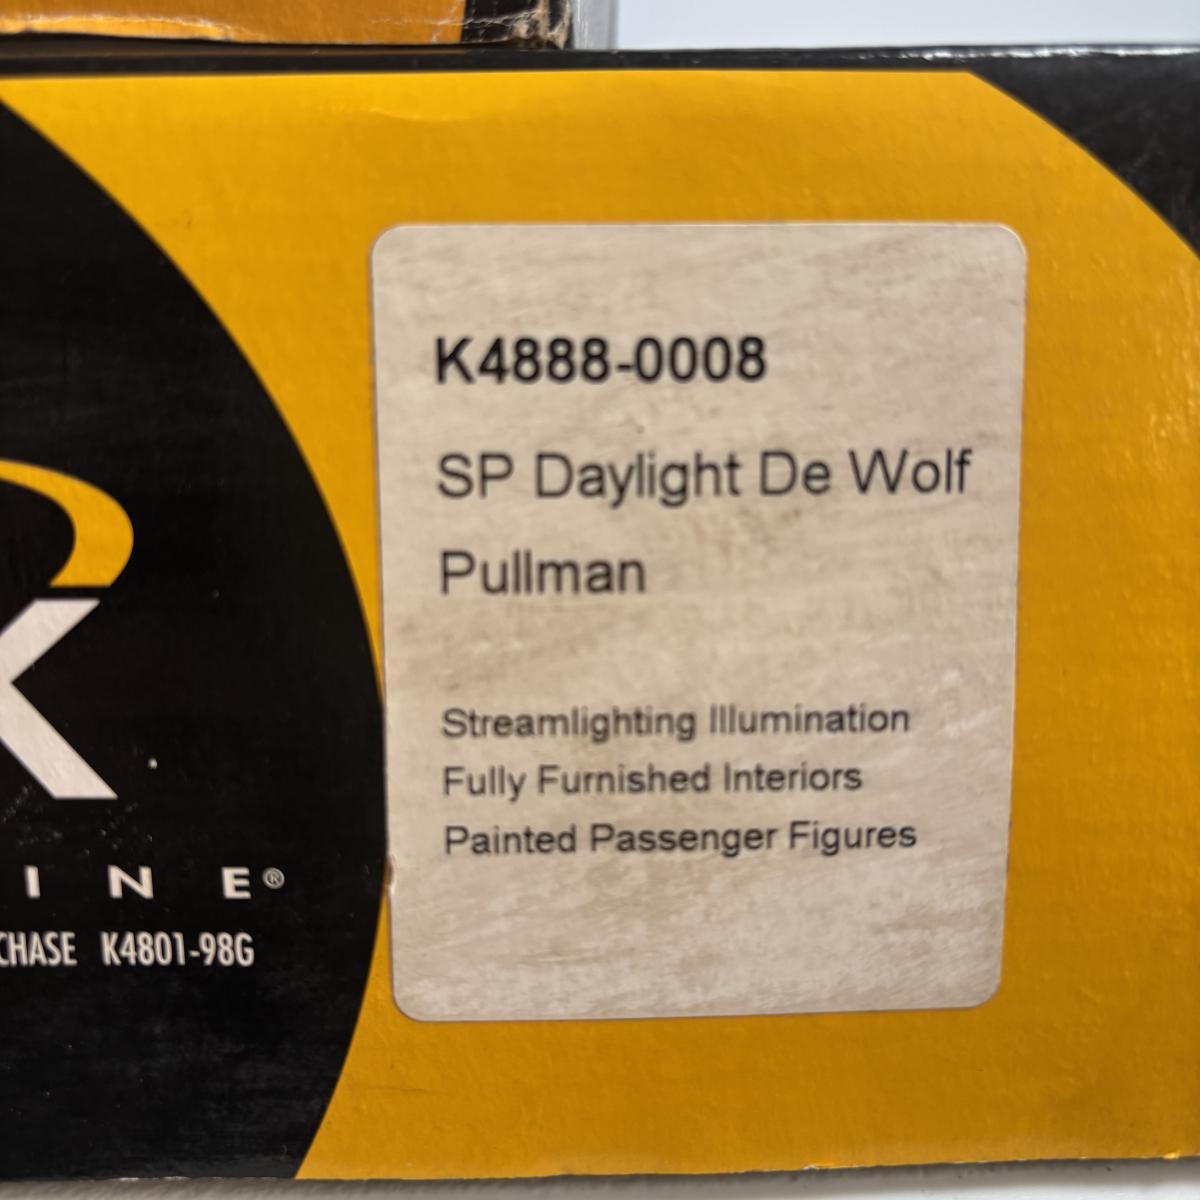 K4888-0008
SP Daylight De Wolf
Pullman
Streamlighting Illumination
Fully Furnished Interiors
Painted Passenger Figures
K
I N E®
CHASE K4801-98G